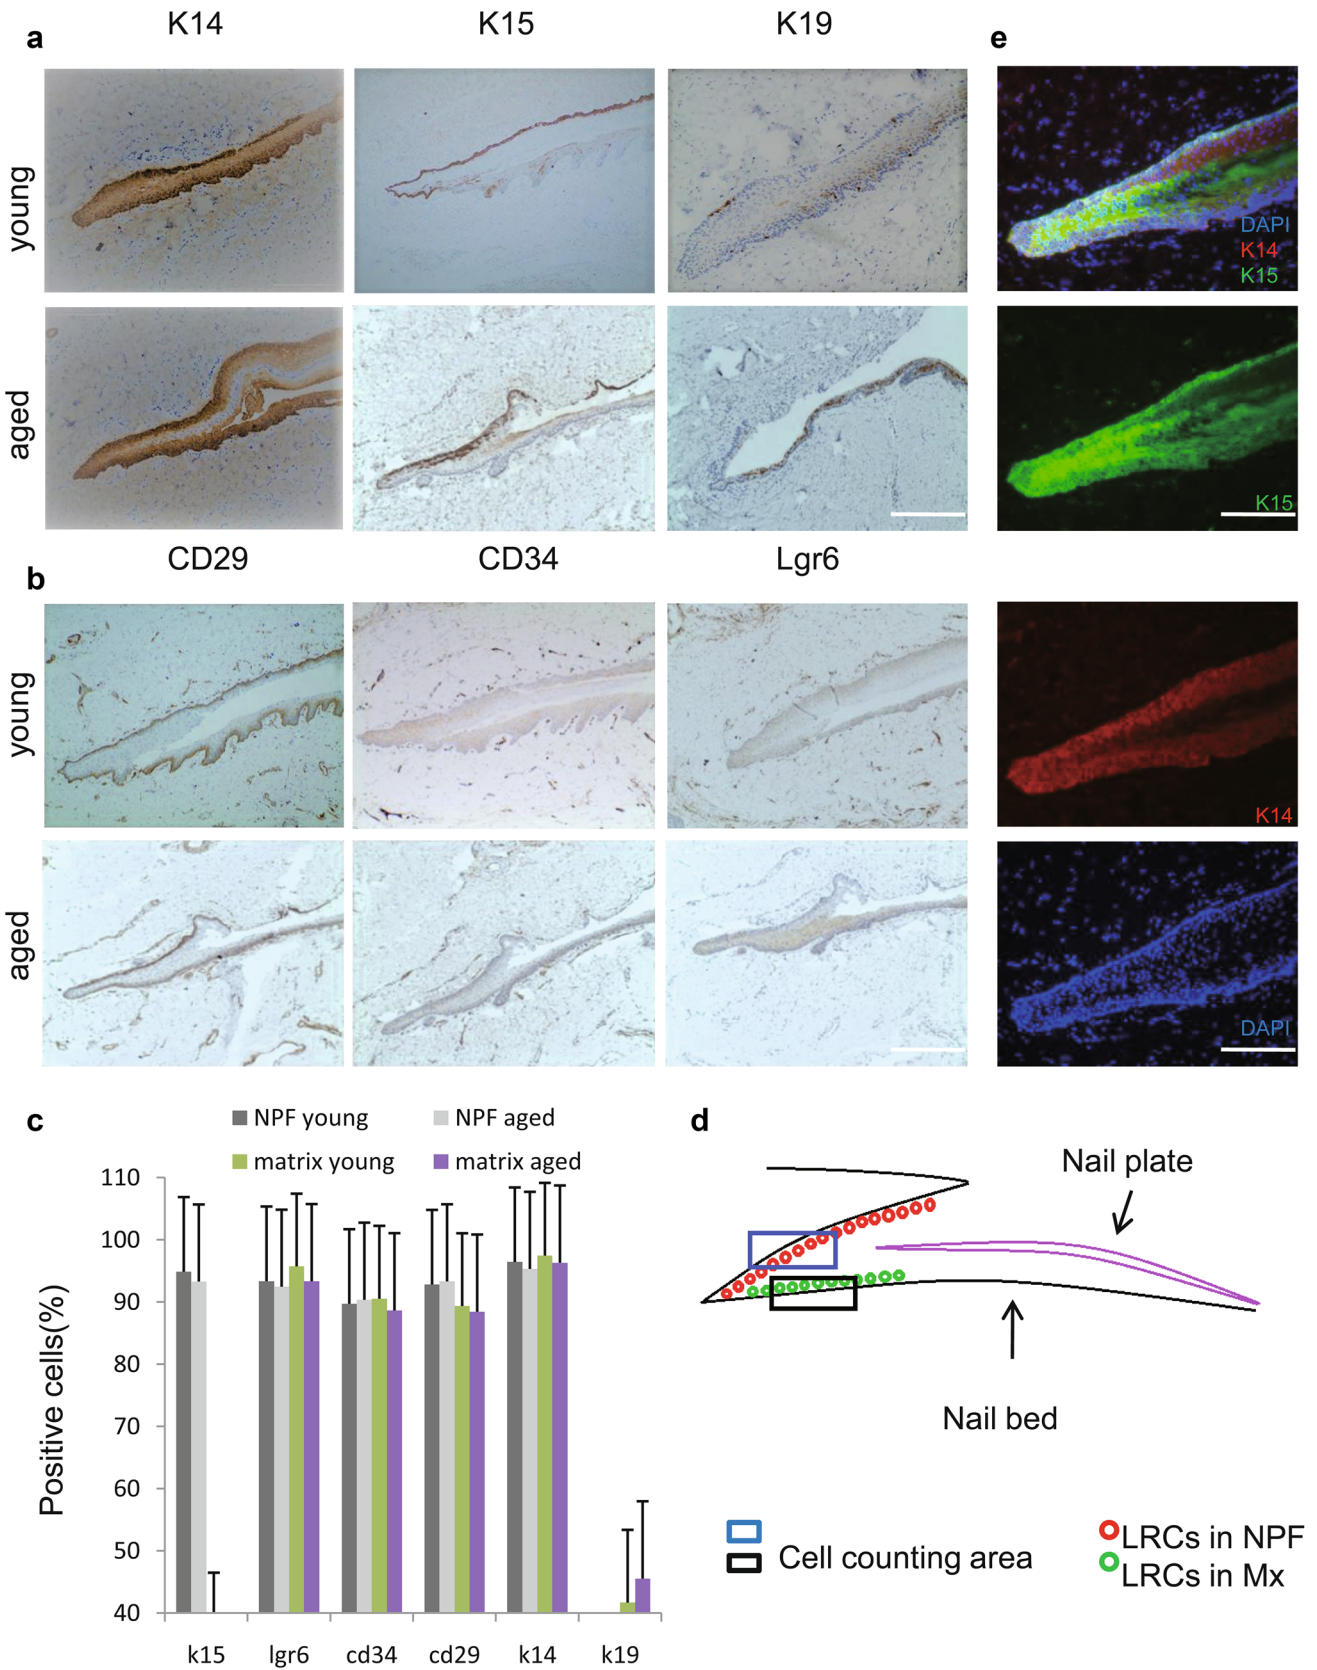 a
K14
K15
K19
e
young
aged
DAPI
K14
K15
K15
b
CD29
CD34
Lgr6
young
aged
K14
DAPI
c
NPF young
NPF aged
matrix young
matrix aged
Positive cells(%)
110
100
90
80
70
60
50
40
k15
lgr6
cd34
cd29
k14
k19
d
Nail plate
Nail bed
Cell counting area
LRCs in NPF
LRCs in Mx